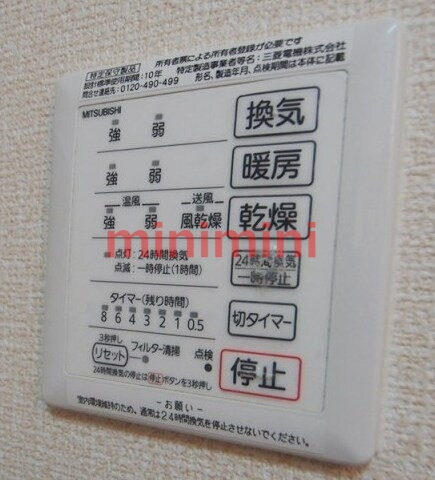 所有者票による所有者登録が必要です
特定保守製品 特定製造事業者等名：三菱電機株式会社
設計標準使用期間：10年 形名、製造年月、点検期間は本体に記載
問合せ連絡先：0120-490-499
MITSUBISHI
強 弱 換気
強 弱 暖房
温風 送風
強 弱 風乾燥 乾燥
minimini
点灯：24時間換気
点滅：一時停止(1時間)
24時間換気
一時停止
タイマー(残り時間)
8 6 4 3 2 1 0.5 切タイマー
3秒押し
リセット フィルター清掃 点検
停止
24時間換気の停止は停止ボタンを3秒押し
－お願い－
室内環境維持のため、通常は24時間換気を停止させないでください。